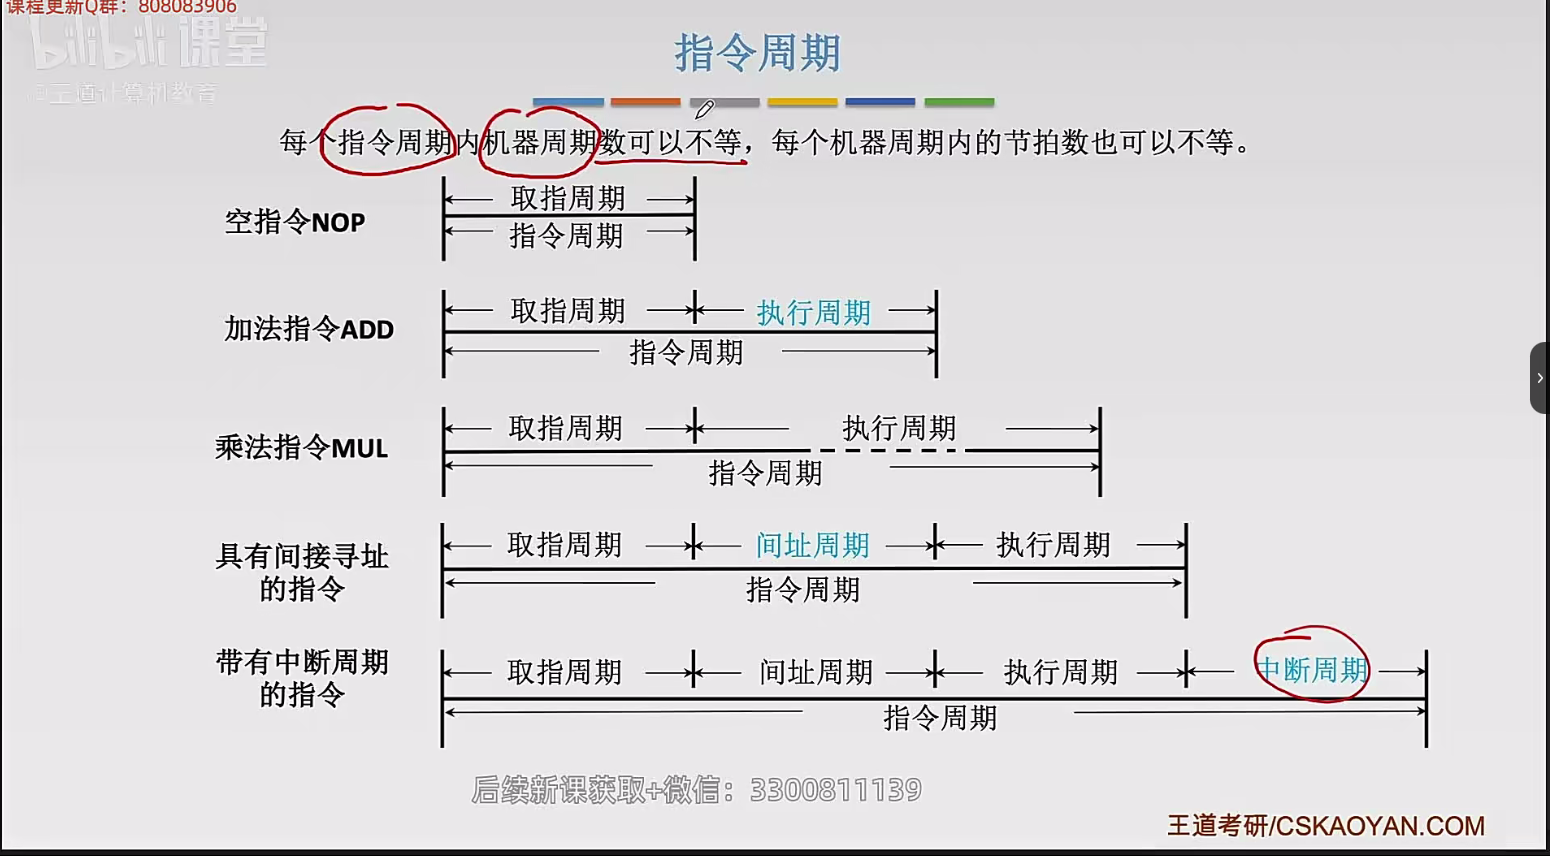 课程更新Q群：808083906
bilibili 课堂
@王道计算机教育
指令周期
每个指令周期内机器周期数可以不等，每个机器周期内的节拍数也可以不等。
空指令NOP
取指周期
指令周期
加法指令ADD
取指周期 执行周期
指令周期
乘法指令MUL
取指周期 执行周期
指令周期
具有间接寻址
的指令
取指周期 间址周期 执行周期
指令周期
带有中断周期
的指令
取指周期 间址周期 执行周期 中断周期
指令周期
后续新课获取+微信：3300811139
王道考研/CSKAOYAN.COM